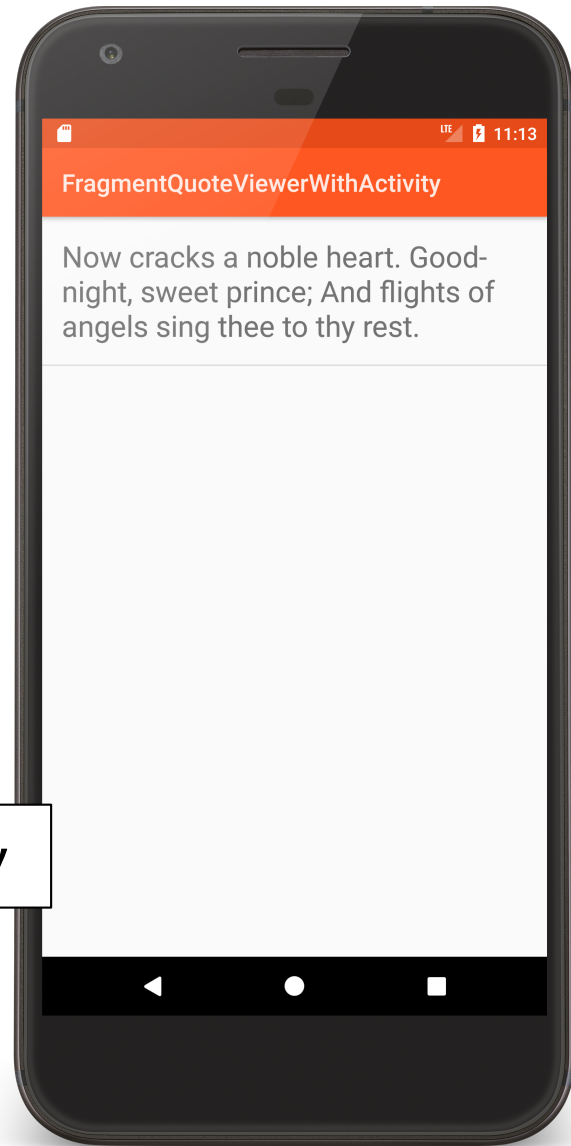 LTE 11:13
FragmentQuoteViewerWithActivity
Now cracks a noble heart. Good-
night, sweet prince; And flights of
angels sing thee to thy rest.
y